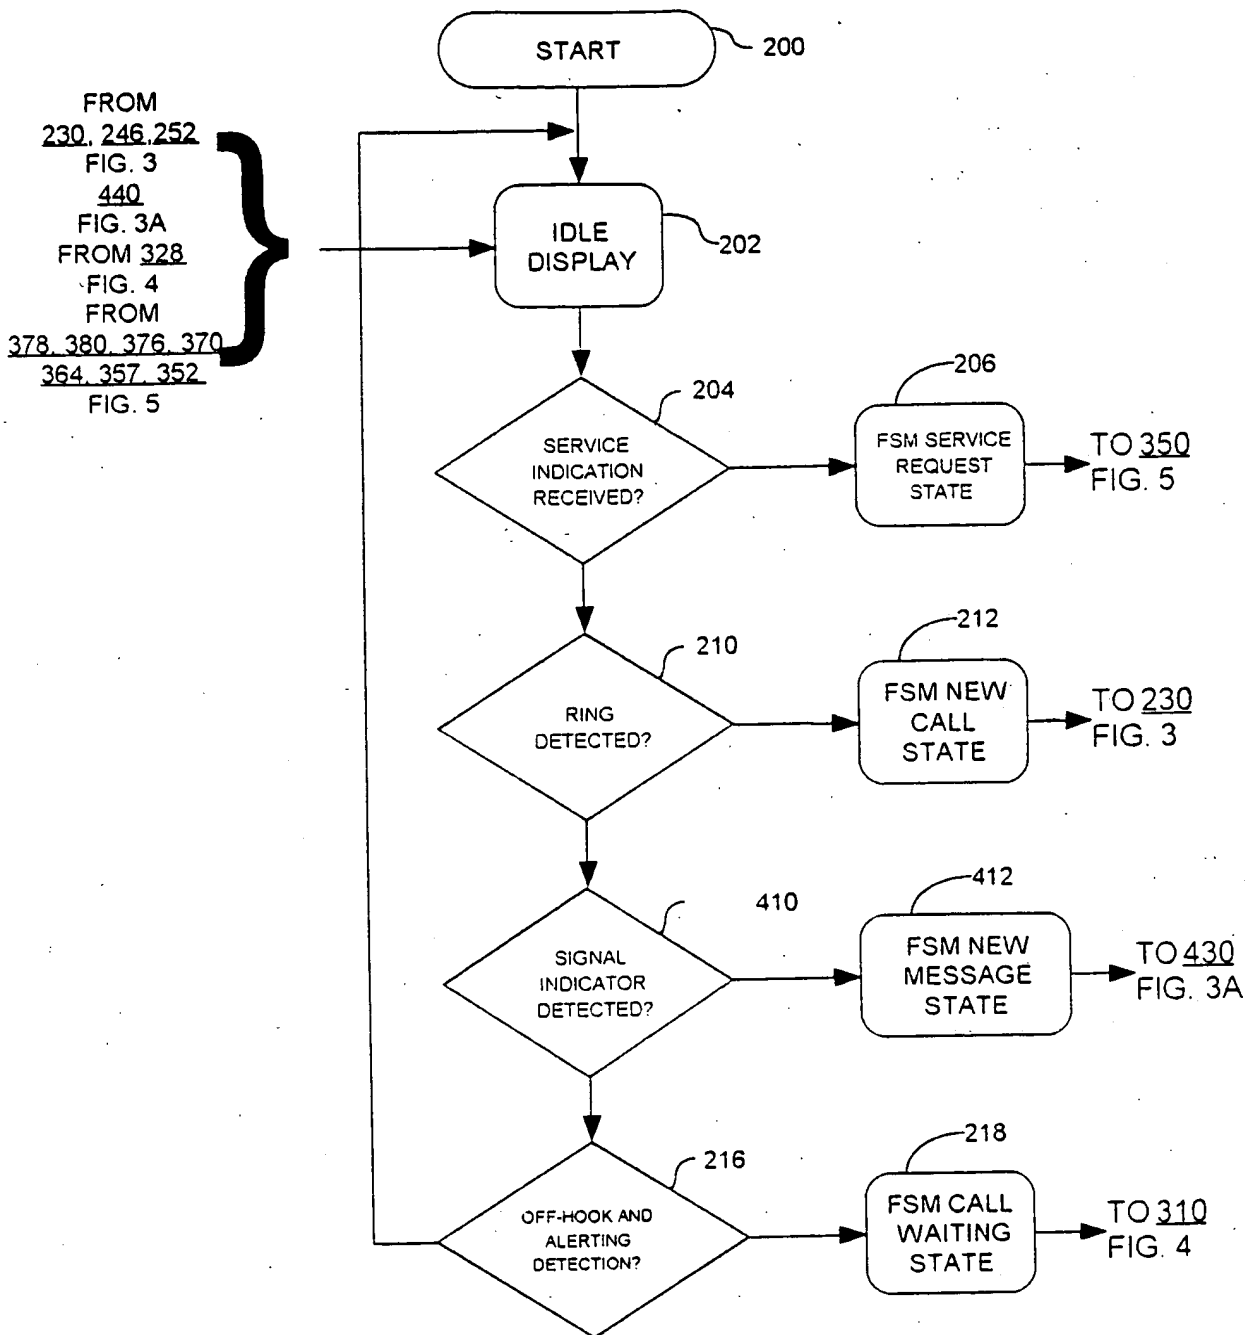 START
200
FROM
230, 246,252
FIG. 3
440
FIG. 3A
FROM 328
FIG. 4
FROM
378, 380, 376, 370
364, 357, 352
FIG. 5
IDLE
DISPLAY
202
204
SERVICE
INDICATION
RECEIVED?
206
FSM SERVICE
REQUEST
STATE
TO 350
FIG. 5
210
RING
DETECTED?
212
FSM NEW
CALL
STATE
TO 230
FIG. 3
410
SIGNAL
INDICATOR
DETECTED?
412
FSM NEW
MESSAGE
STATE
TO 430
FIG. 3A
216
OFF-HOOK AND
ALERTING
DETECTION?
218
FSM CALL
WAITING
STATE
TO 310
FIG. 4